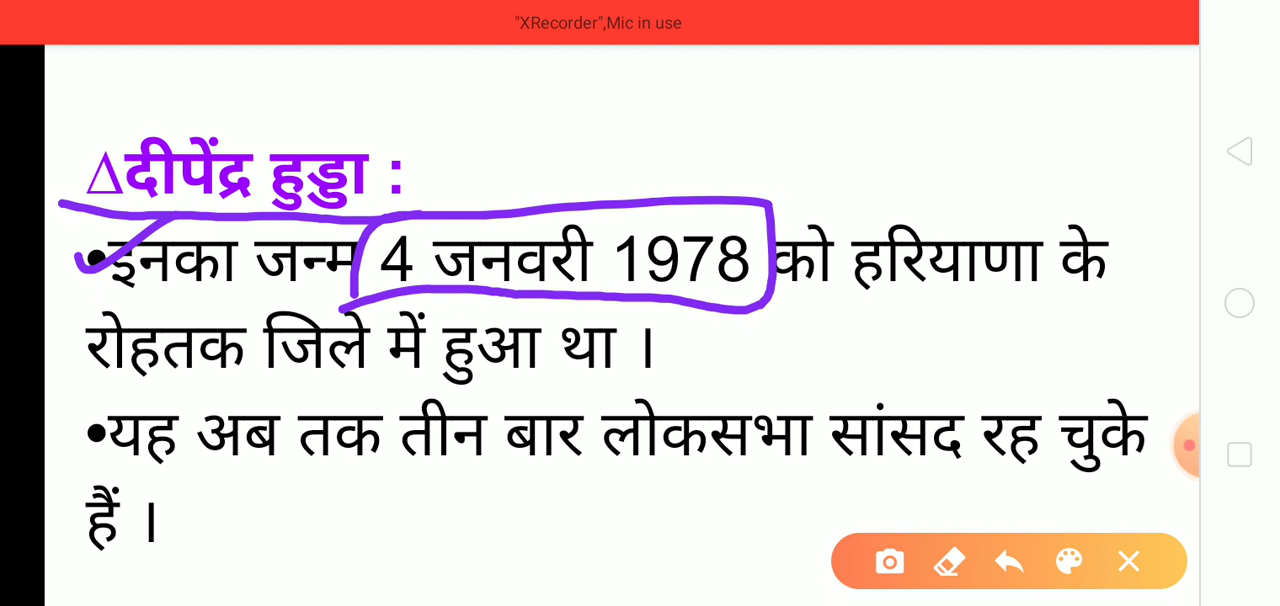 "XRecorder",Mic in use
∆दीपेंद्र हुड्डा :
•इनका जन्म 4 जनवरी 1978 को हरियाणा के
रोहतक जिले में हुआ था ।
•यह अब तक तीन बार लोकसभा सांसद रह चुके
हैं ।